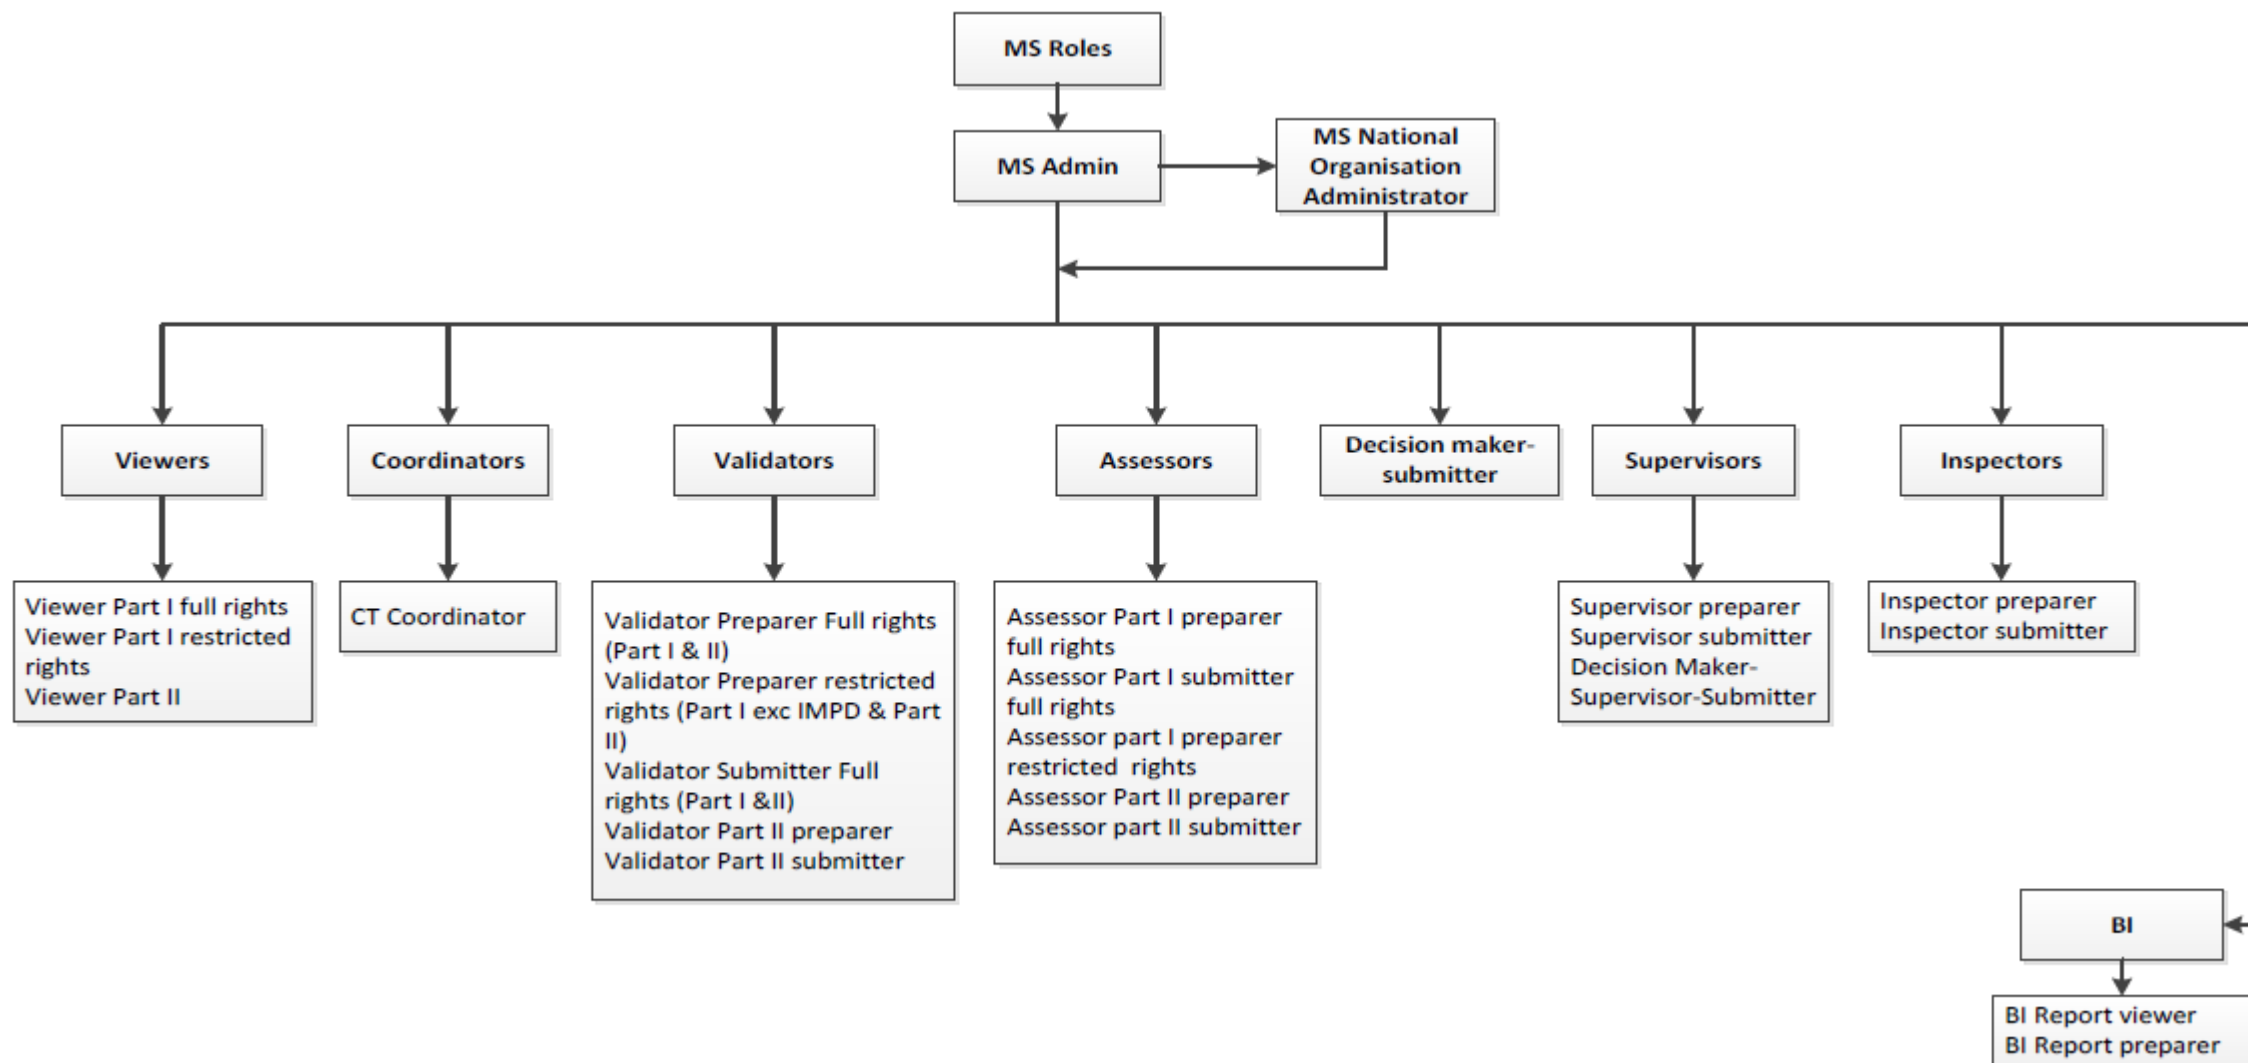 MS Roles
MS Admin
MS National
Organisation
Administrator
Viewers
Coordinators
Validators
Assessors
Decision maker-
submitter
Supervisors
Inspectors
Viewer Part I full rights
Viewer Part I restricted
rights
Viewer Part II
CT Coordinator
Validator Preparer Full rights
(Part I & II)
Validator Preparer restricted
rights (Part I exc IMPD & Part
II)
Validator Submitter Full
rights (Part I &II)
Validator Part II preparer
Validator Part II submitter
Assessor Part I preparer
full rights
Assessor Part I submitter
full rights
Assessor part I preparer
restricted  rights
Assessor Part II preparer
Assessor part II submitter
Supervisor preparer
Supervisor submitter
Decision Maker-
Supervisor-Submitter
Inspector preparer
Inspector submitter
BI
BI Report viewer
BI Report preparer